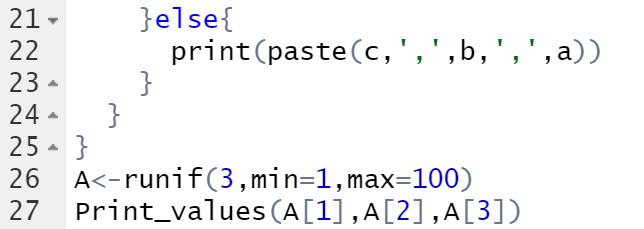 21 }else{
22 print(paste(c,',',b,',',a))
23 }
24 }
25 }
26 A<-runif(3,min=1,max=100)
27 Print_values(A[1],A[2],A[3])